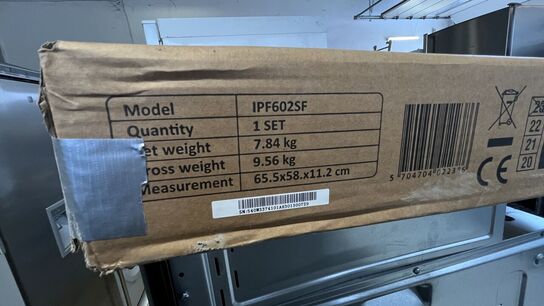 Model IPF602SF
Quantity 1 SET
et weight 7.84 kg
ross weight 9.56 kg
easurement 65.5x58.x11.2 cm
CE
22
21
20